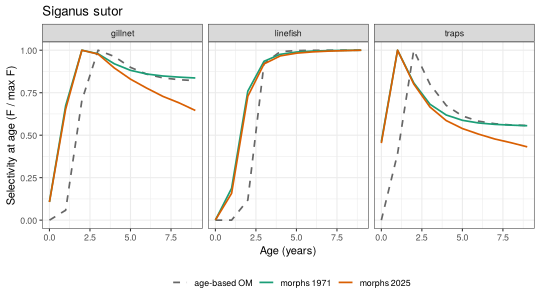 Siganus sutor
gillnet linefish traps
Selectivity at age (F / max F)
1.00
0.75
0.50
0.25
0.00
0.0 2.5 5.0 7.5 0.0 2.5 5.0 7.5 0.0 2.5 5.0 7.5
Age (years)
age-based OM morphs 1971 morphs 2025